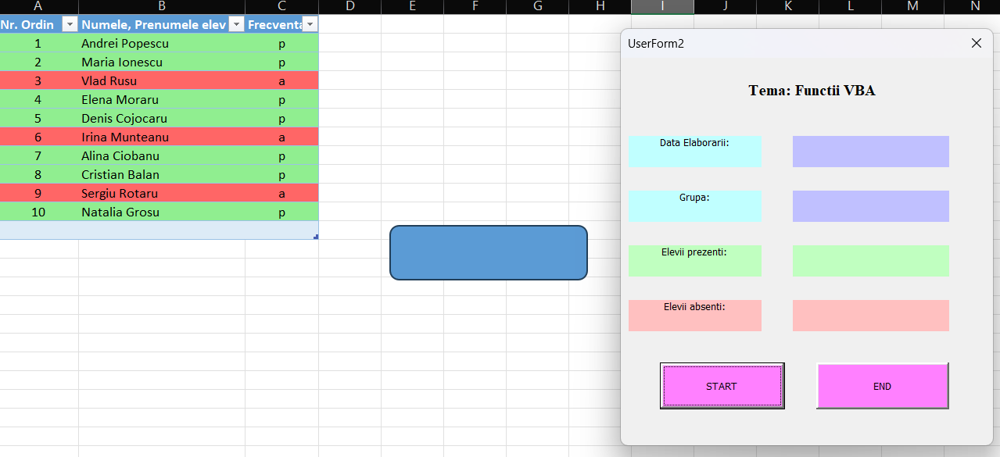 A B C D E F G H I J K L M N
Nr. Ordin Numele, Prenumele elev Frecventa
1 Andrei Popescu p
2 Maria Ionescu p
3 Vlad Rusu a
4 Elena Moraru p
5 Denis Cojocaru p
6 Irina Munteanu a
7 Alina Ciobanu p
8 Cristian Balan p
9 Sergiu Rotaru a
10 Natalia Grosu p
UserForm2
Tema: Functii VBA
Data Elaborarii:
Grupa:
Elevii prezenti:
Elevii absenti:
START END